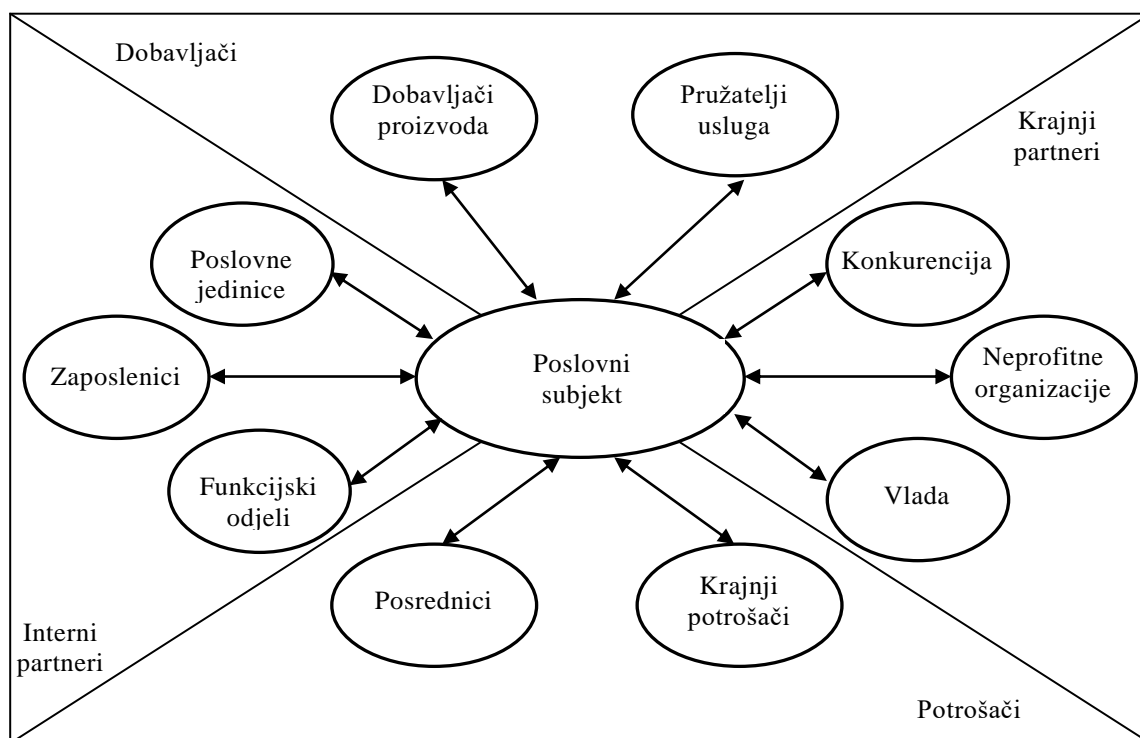 Dobavljači
Dobavljači
proizvoda
Pružatelji
usluga
Krajnji
partneri
Poslovne
jedinice
Konkurencija
Zaposlenici
Poslovni
subjekt
Neprofitne
organizacije
Funkcijski
odjeli
Vlada
Posrednici
Krajnji
potrošači
Interni
partneri
Potrošači